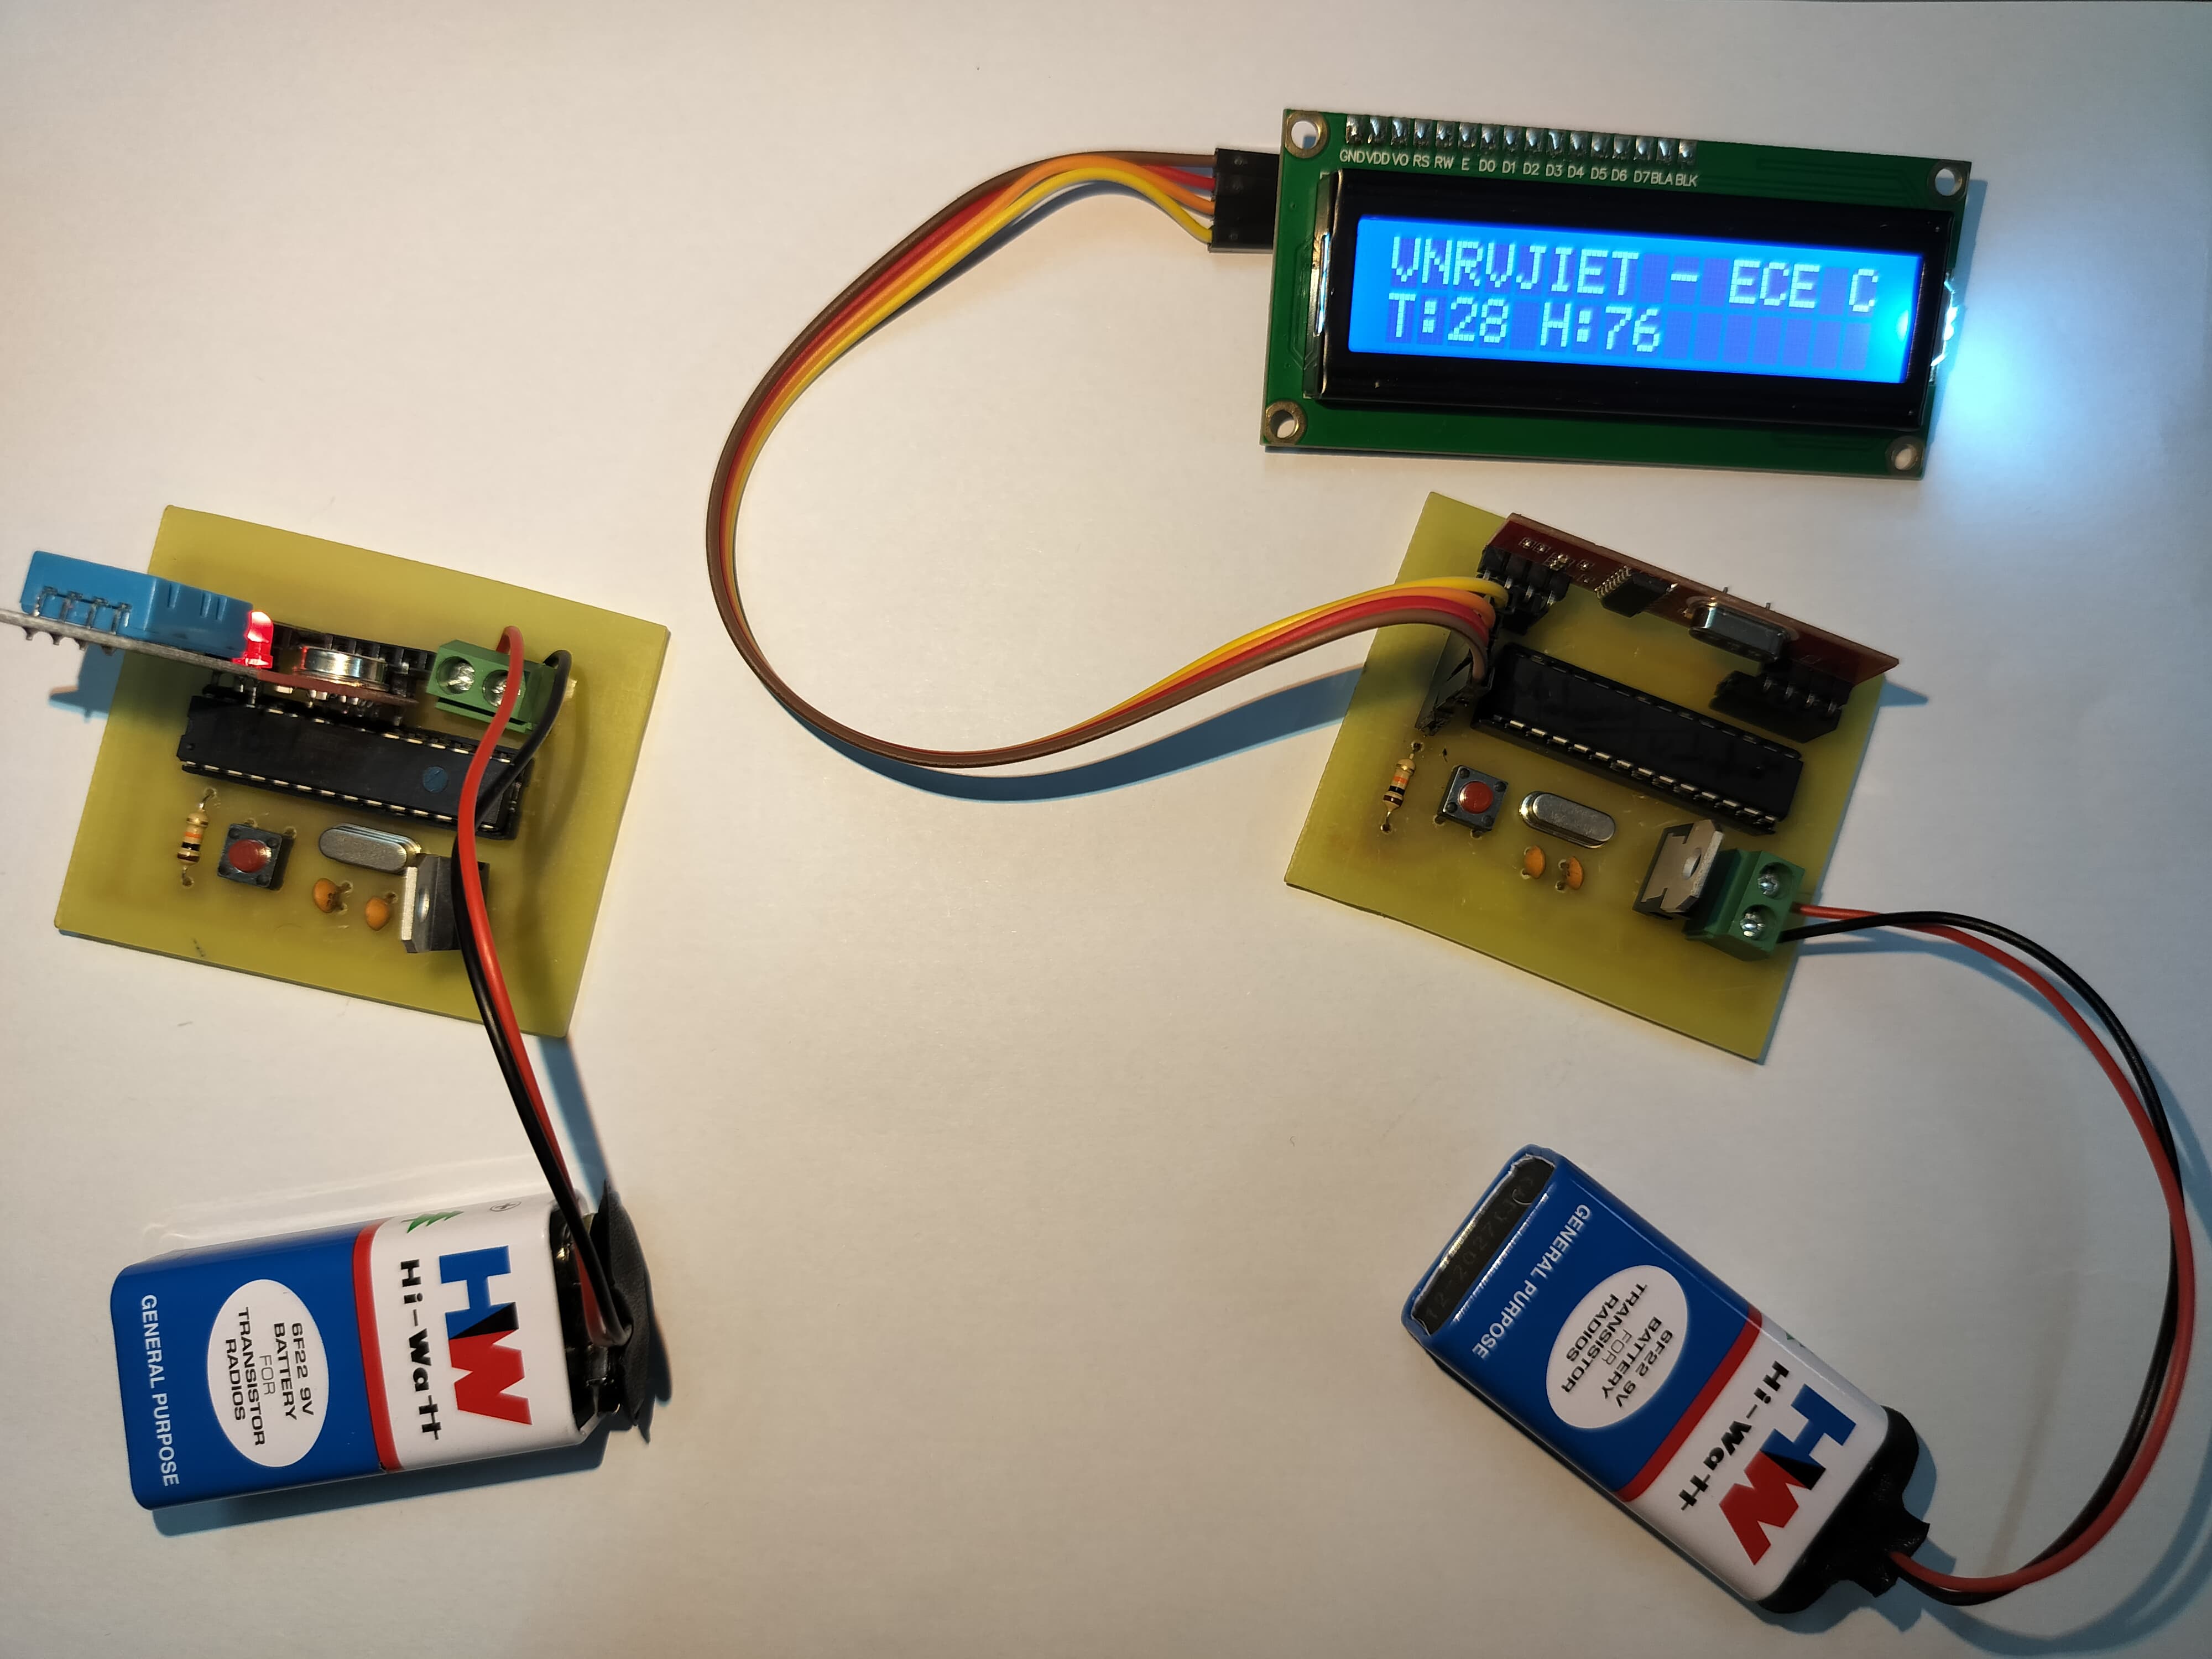 GND VDD VO RS RW E D0 D1 D2 D3 D4 D5 D6 D7 BLA BLK
VNRVJIET - ECE C
T:28 H:76
HW
Hi-Watt
6F22 9V
BATTERY
FOR
TRANSISTOR
RADIOS
GENERAL PURPOSE
HW
Hi-Watt
6F22 9V
BATTERY
FOR
TRANSISTOR
RADIOS
GENERAL PURPOSE